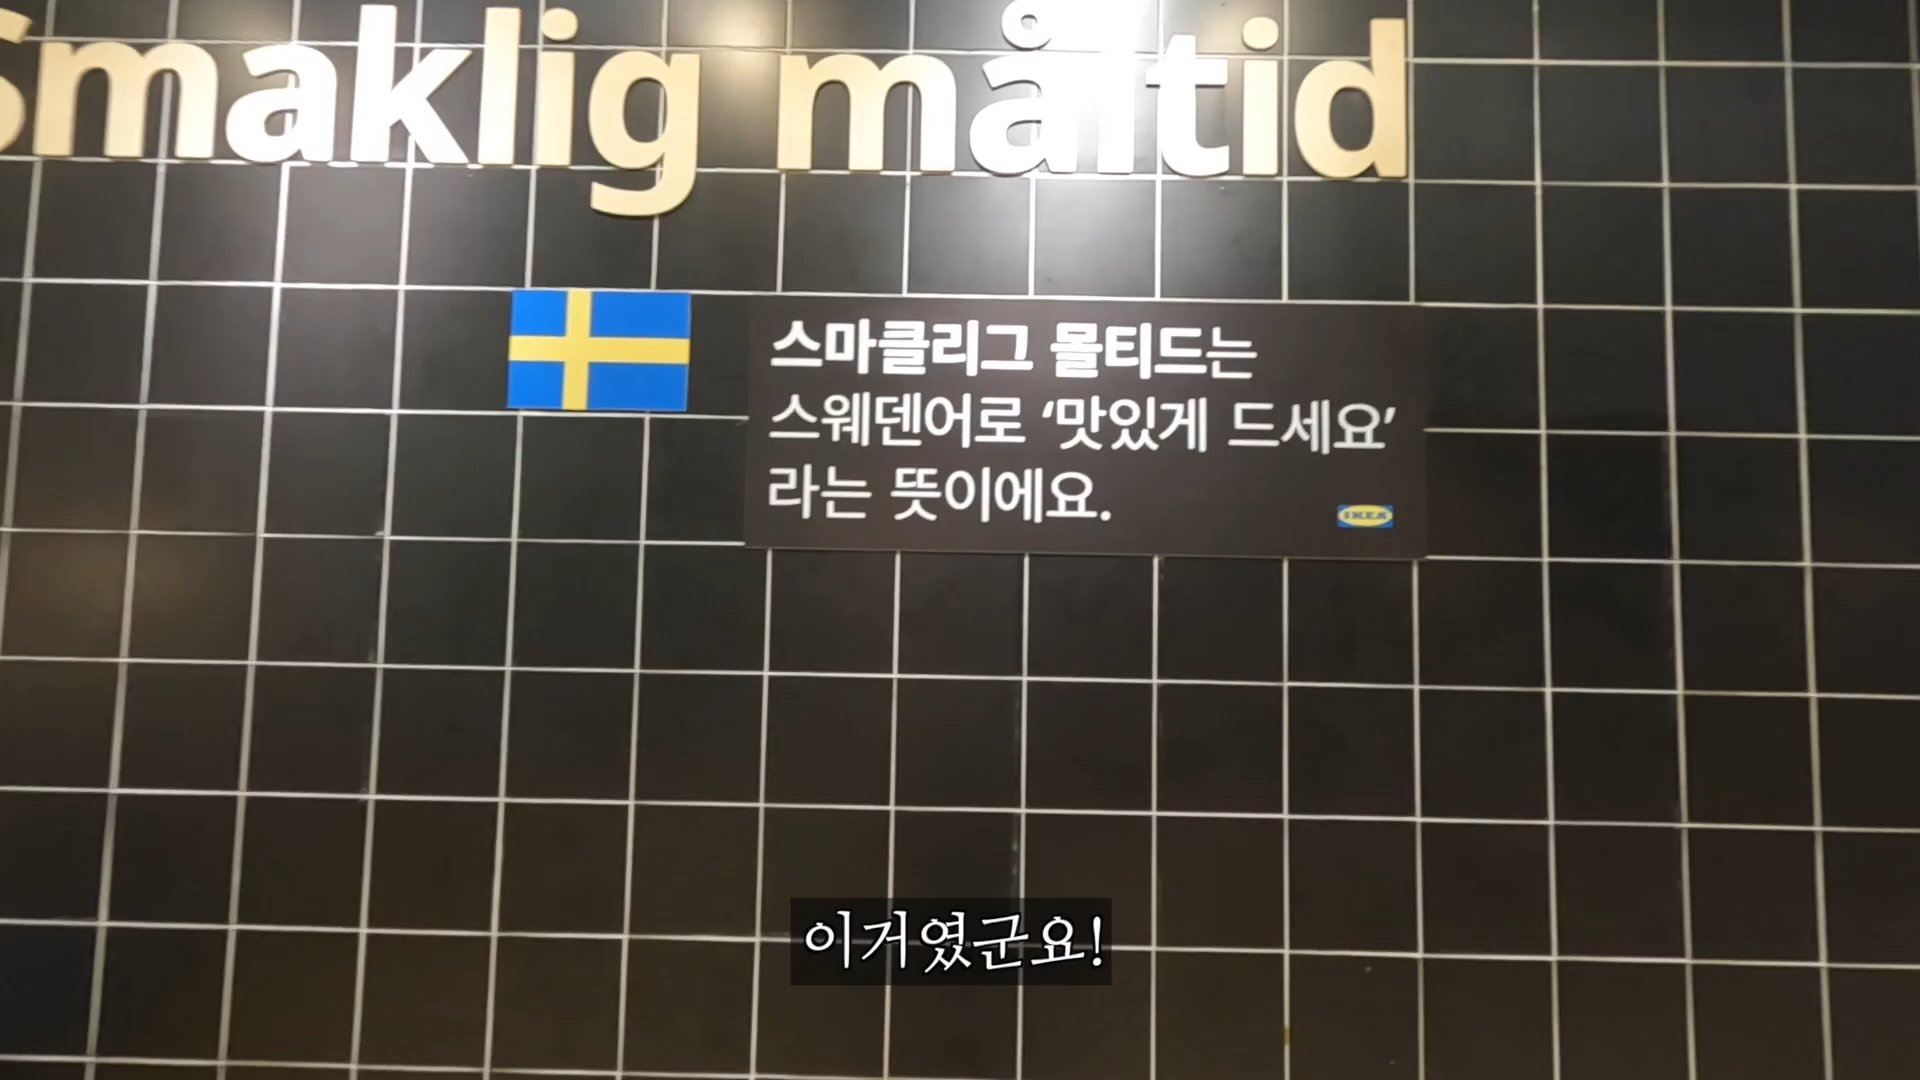 Smaklig måltid
스마클리그 몰티드는
스웨덴어로 ‘맛있게 드세요’
라는 뜻이에요.
IKEA
이거였군요!